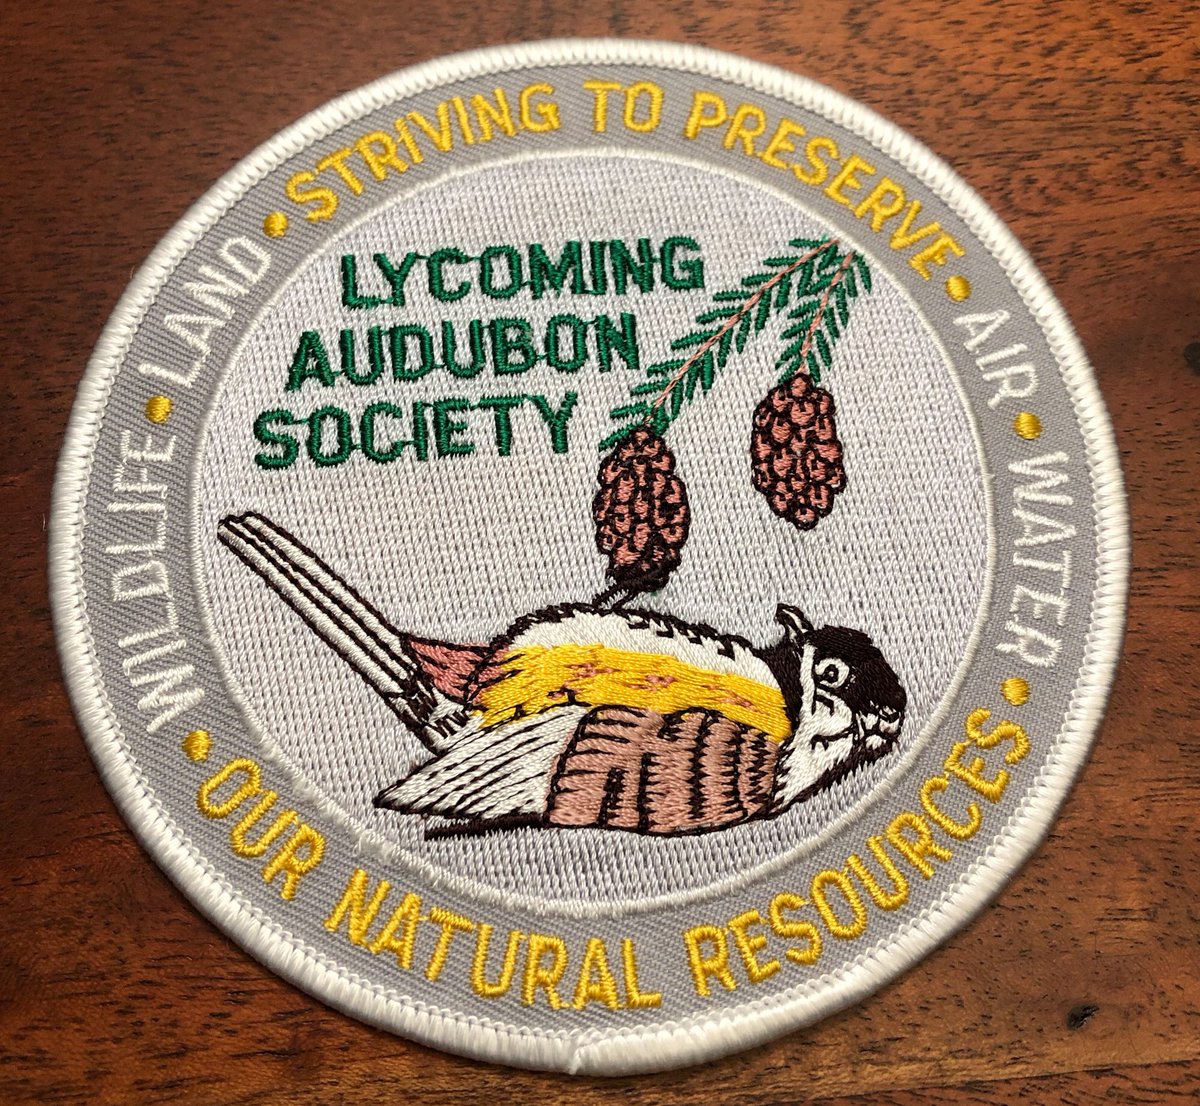 • STRIVING TO PRESERVE •
AIR • WATER
• OUR NATURAL RESOURCES •
WILDLIFE • LAND
LYCOMING
AUDUBON
SOCIETY